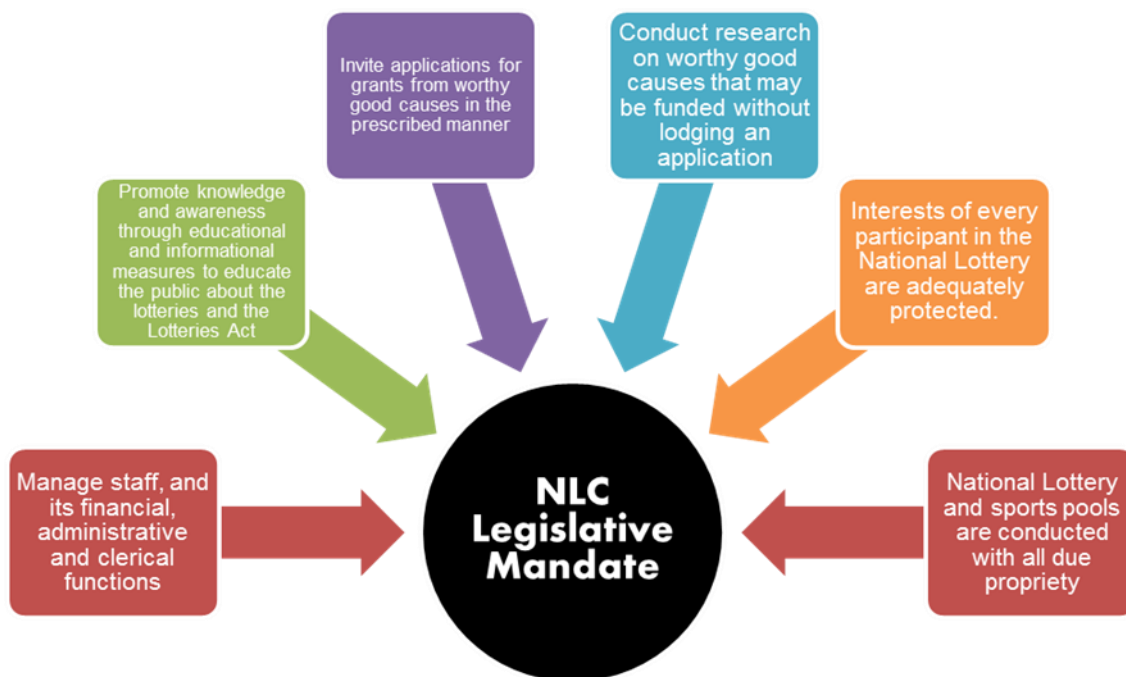 Manage staff, and
its financial,
administrative
and clerical
functions
Promote knowledge
and awareness
through educational
and informational
measures to educate
the public about the
lotteries and the
Lotteries Act
Invite applications for
grants from worthy
good causes in the
prescribed manner
Conduct research
on worthy good
causes that may
be funded without
lodging an
application
Interests of every
participant in the
National Lottery
are adequately
protected.
National Lottery
and sports pools
are conducted
with all due
propriety
NLC
Legislative
Mandate